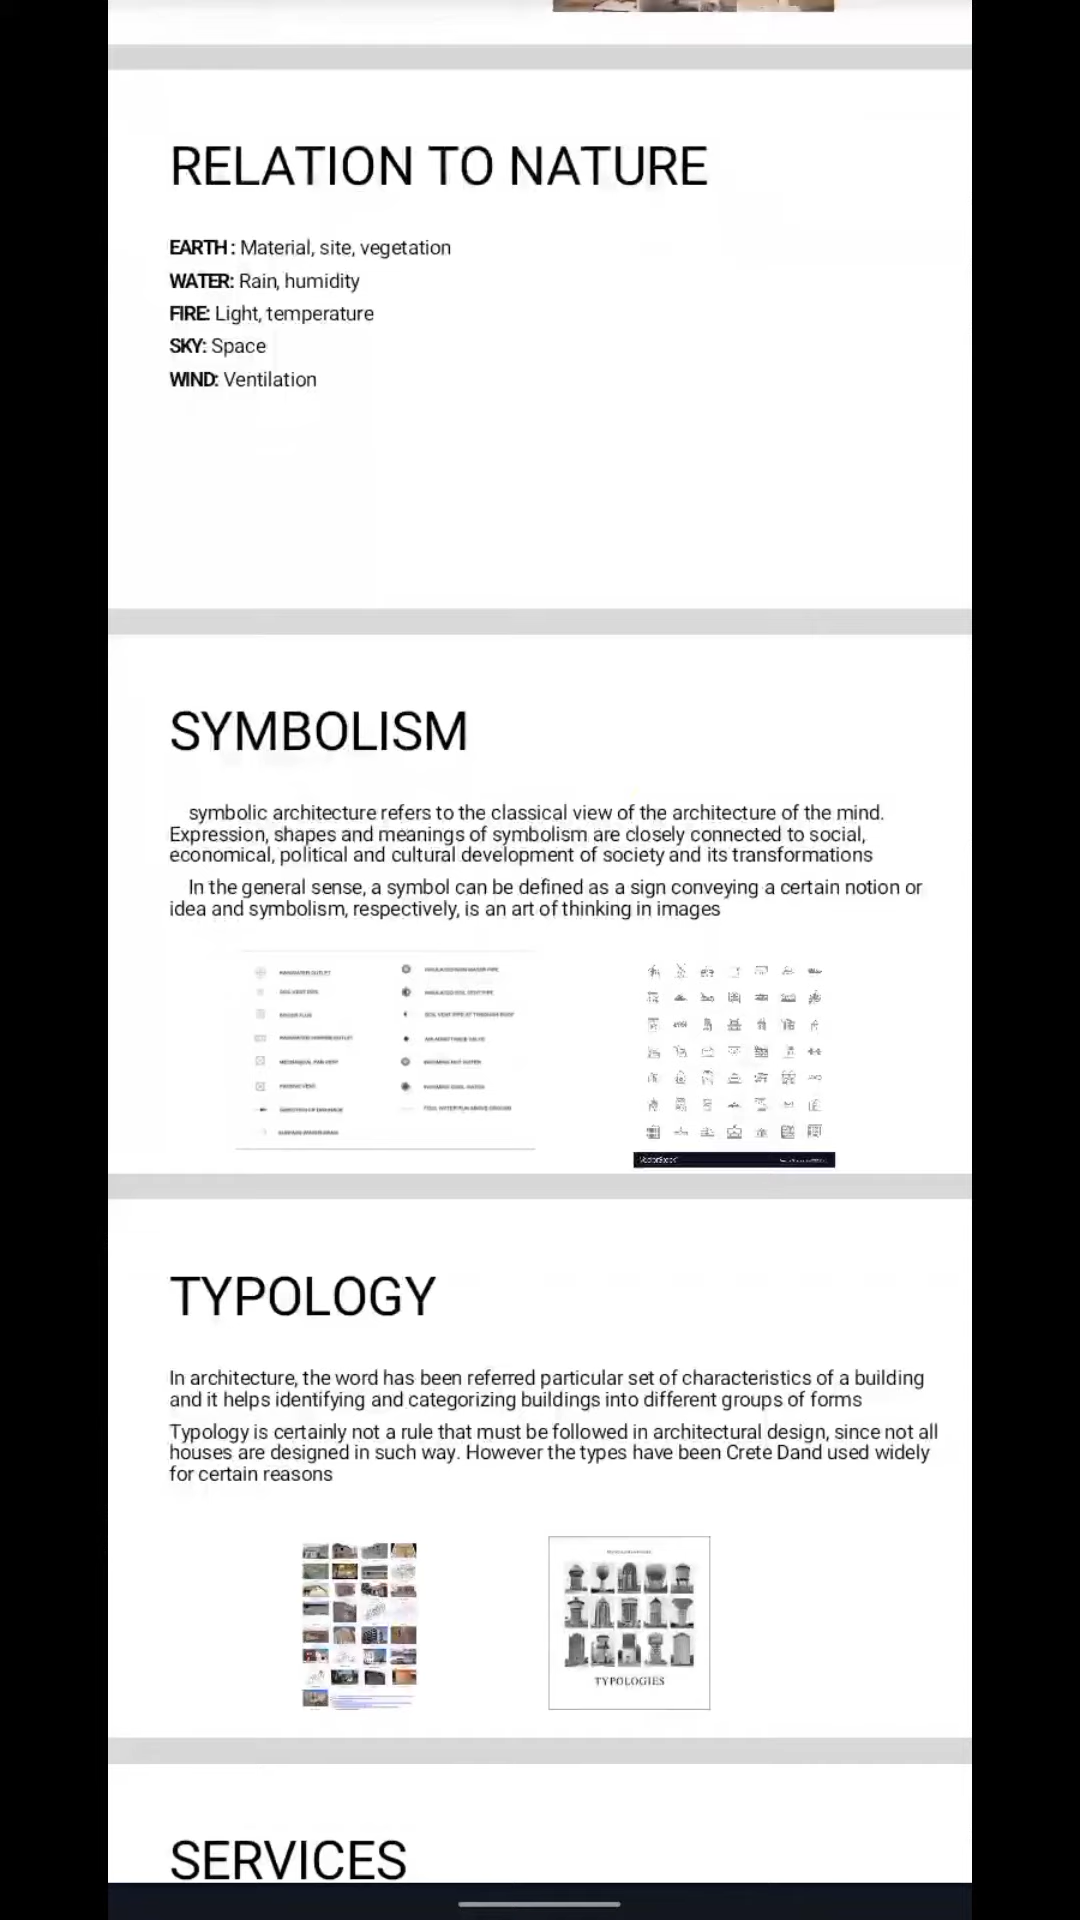 RELATION TO NATURE
EARTH : Material, site, vegetation
WATER: Rain, humidity
FIRE: Light, temperature
SKY: Space
WIND: Ventilation
SYMBOLISM
symbolic architecture refers to the classical view of the architecture of the mind.
Expression, shapes and meanings of symbolism are closely connected to social,
economical, political and cultural development of society and its transformations
In the general sense, a symbol can be defined as a sign conveying a certain notion or
idea and symbolism, respectively, is an art of thinking in images
VectorStock
TYPOLOGY
In architecture, the word has been referred particular set of characteristics of a building
and it helps identifying and categorizing buildings into different groups of forms
Typology is certainly not a rule that must be followed in architectural design, since not all
houses are designed in such way. However the types have been Crete Dand used widely
for certain reasons
TYPOLOGIES
SERVICES